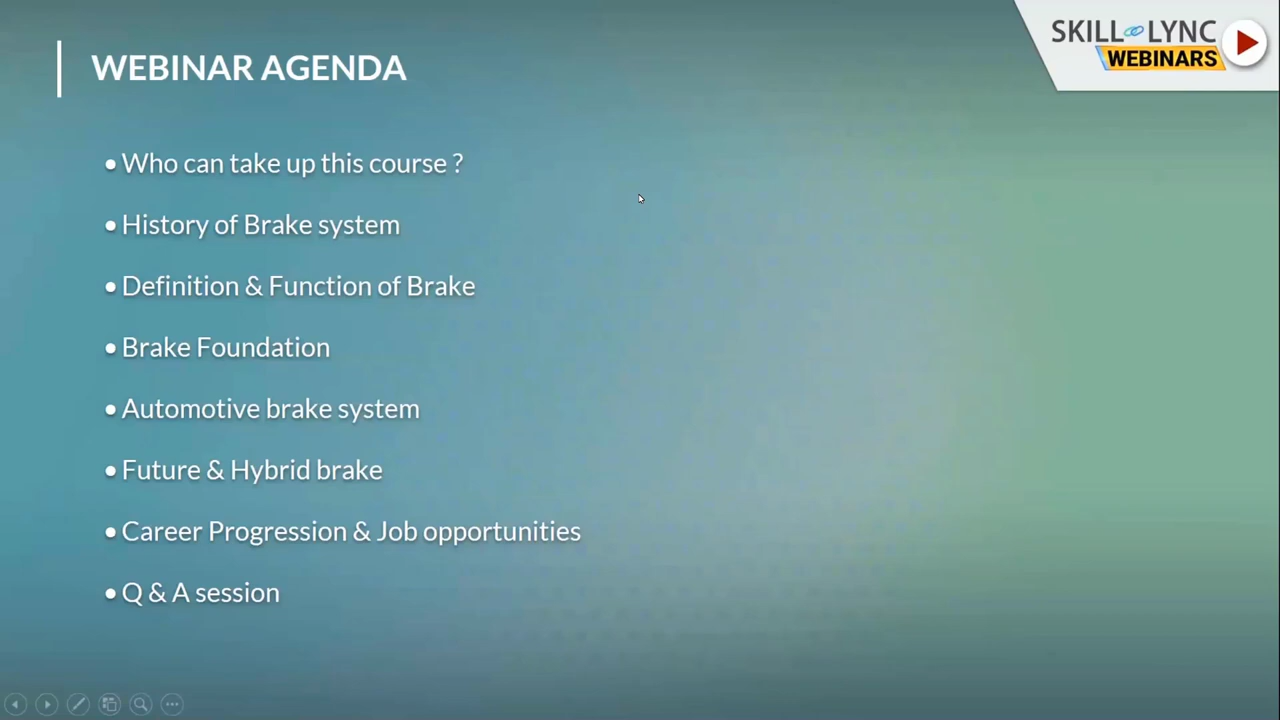 SKILL LYNC
WEBINARS
WEBINAR AGENDA
• Who can take up this course ?
• History of Brake system
• Definition & Function of Brake
• Brake Foundation
• Automotive brake system
• Future & Hybrid brake
• Career Progression & Job opportunities
• Q & A session